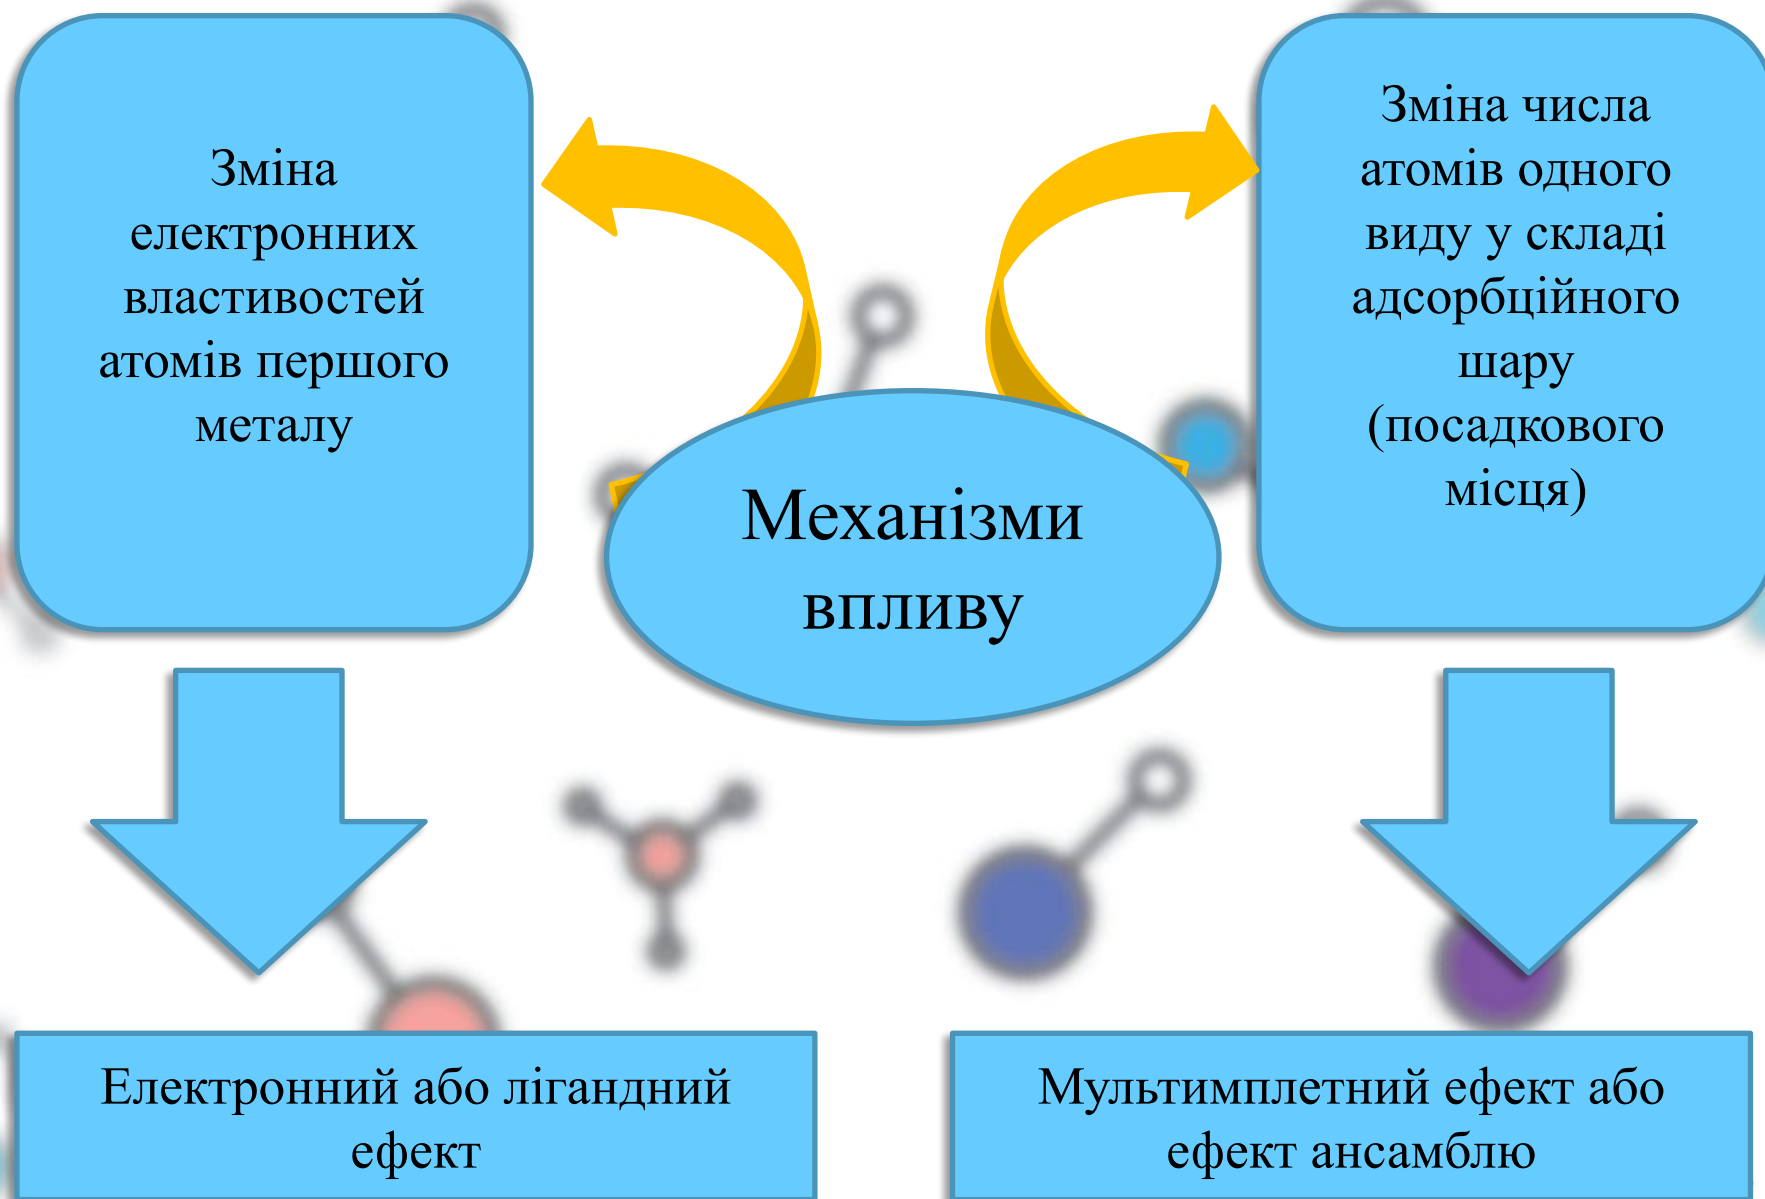 Зміна
електронних
властивостей
атомів першого
металу
Зміна числа
атомів одного
виду у складі
адсорбційного
шару
(посадкового
місця)
Механізми
впливу
Електронний або лігандний
ефект
Мультимплетний ефект або
ефект ансамблю